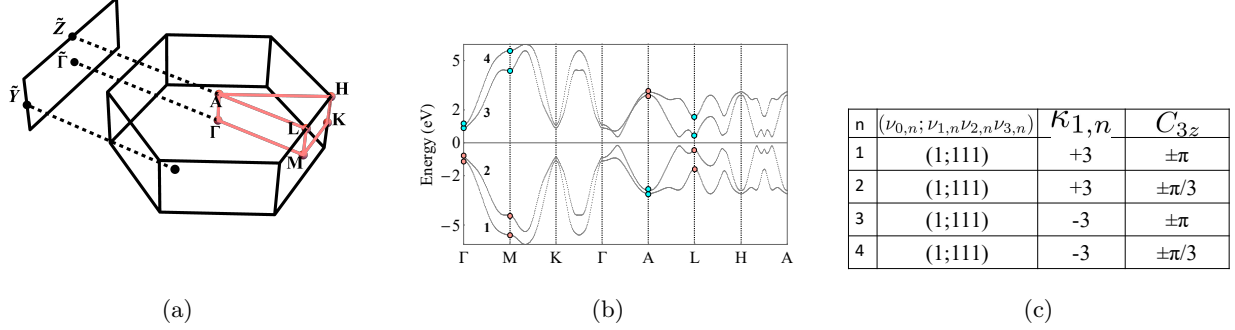 Z̃
Γ̃
Ỹ
A
H
Γ
K
L
M
(a)
Energy (eV)
5
2
0
−2
−5
4
3
2
1
Γ M K Γ A L H A
(b)
n (ν0,n; ν1,nν2,nν3,n) κ1,n C3z
1 (1;111) +3 ±π
2 (1;111) +3 ±π/3
3 (1;111) -3 ±π
4 (1;111) -3 ±π/3
(c)